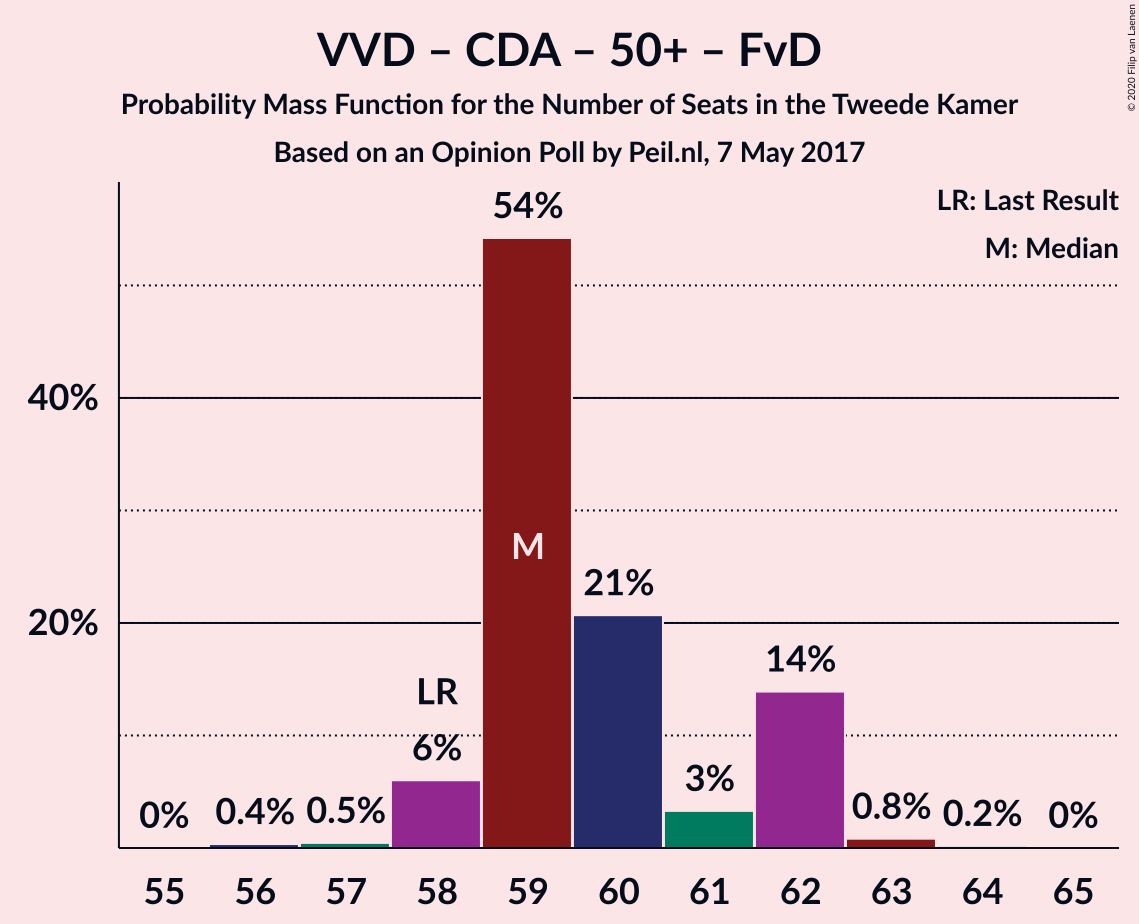 VVD – CDA – 50+ – FvD
Probability Mass Function for the Number of Seats in the Tweede Kamer
Based on an Opinion Poll by Peil.nl, 7 May 2017
© 2020 Filip van Laenen
LR: Last Result
M: Median
54%
40%
M
21%
20%
14%
LR
6%
3%
0%
0.4%
0.5%
0.8%
0.2%
0%
55 56 57 58 59 60 61 62 63 64 65